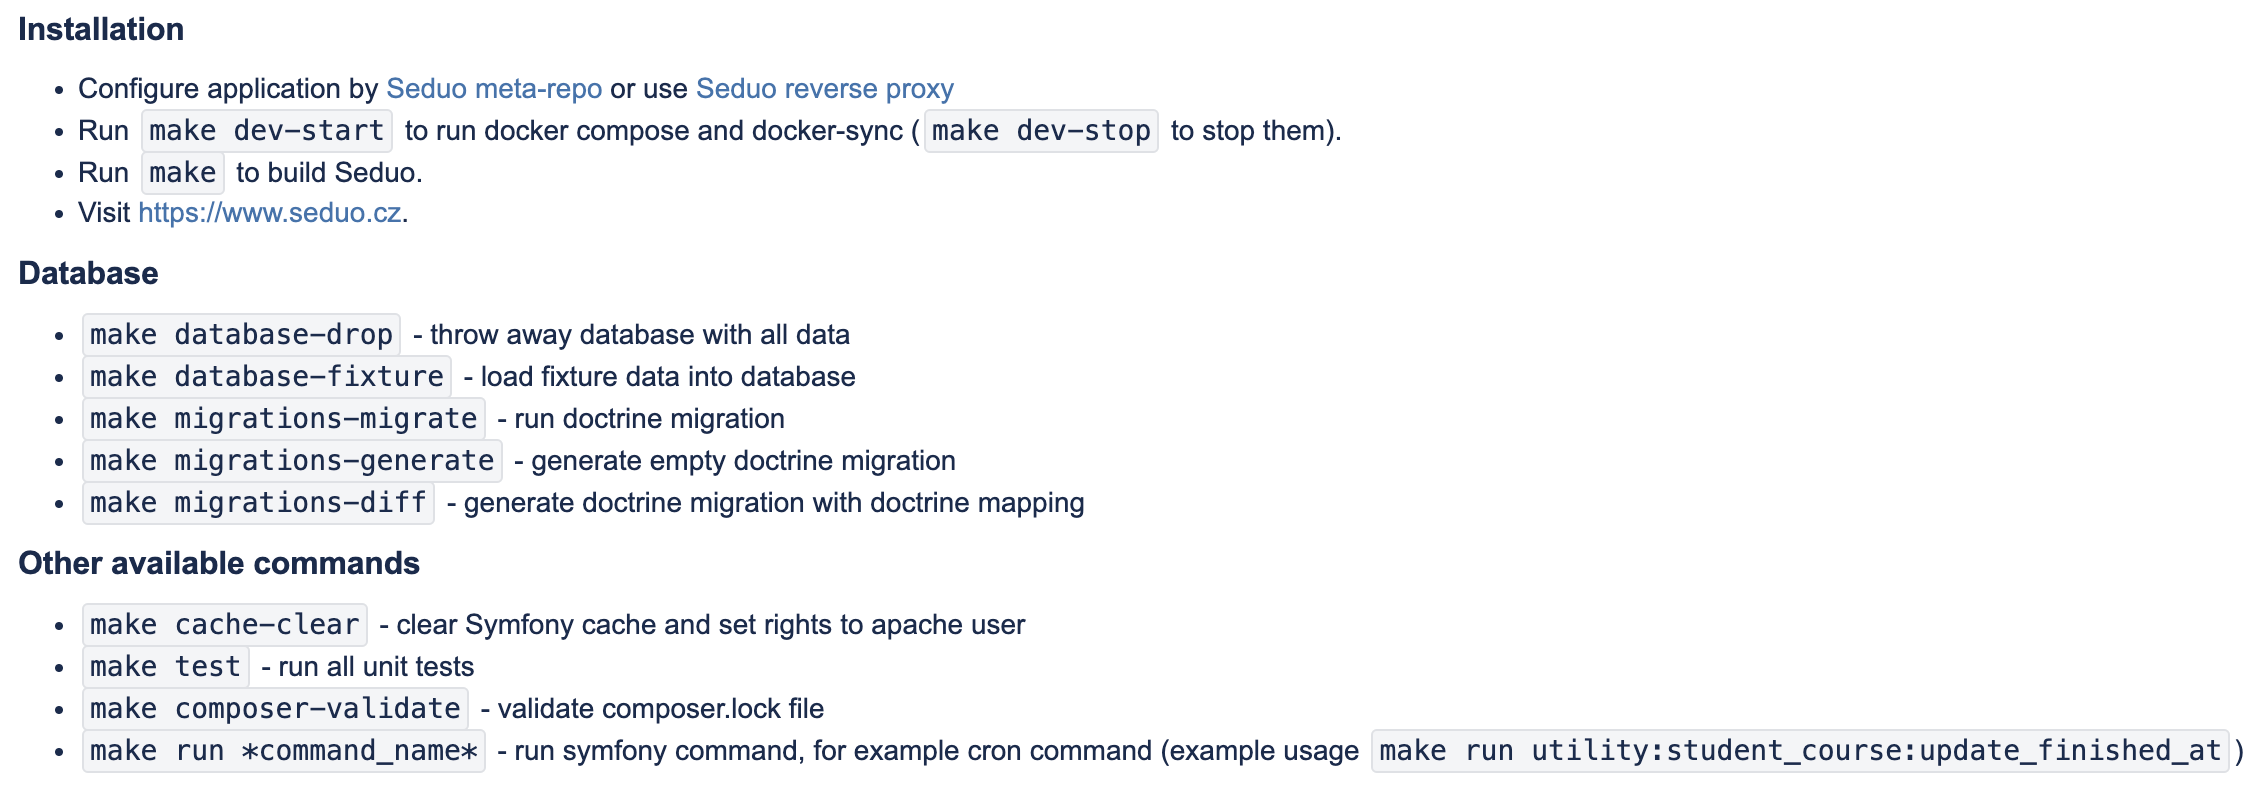 Installation
• Configure application by Seduo meta-repo or use Seduo reverse proxy
• Run make dev-start to run docker compose and docker-sync ( make dev-stop to stop them).
• Run make to build Seduo.
• Visit https://www.seduo.cz.
Database
• make database-drop - throw away database with all data
• make database-fixture - load fixture data into database
• make migrations-migrate - run doctrine migration
• make migrations-generate - generate empty doctrine migration
• make migrations-diff - generate doctrine migration with doctrine mapping
Other available commands
• make cache-clear - clear Symfony cache and set rights to apache user
• make test - run all unit tests
• make composer-validate - validate composer.lock file
• make run *command_name* - run symfony command, for example cron command (example usage make run utility:student_course:update_finished_at )